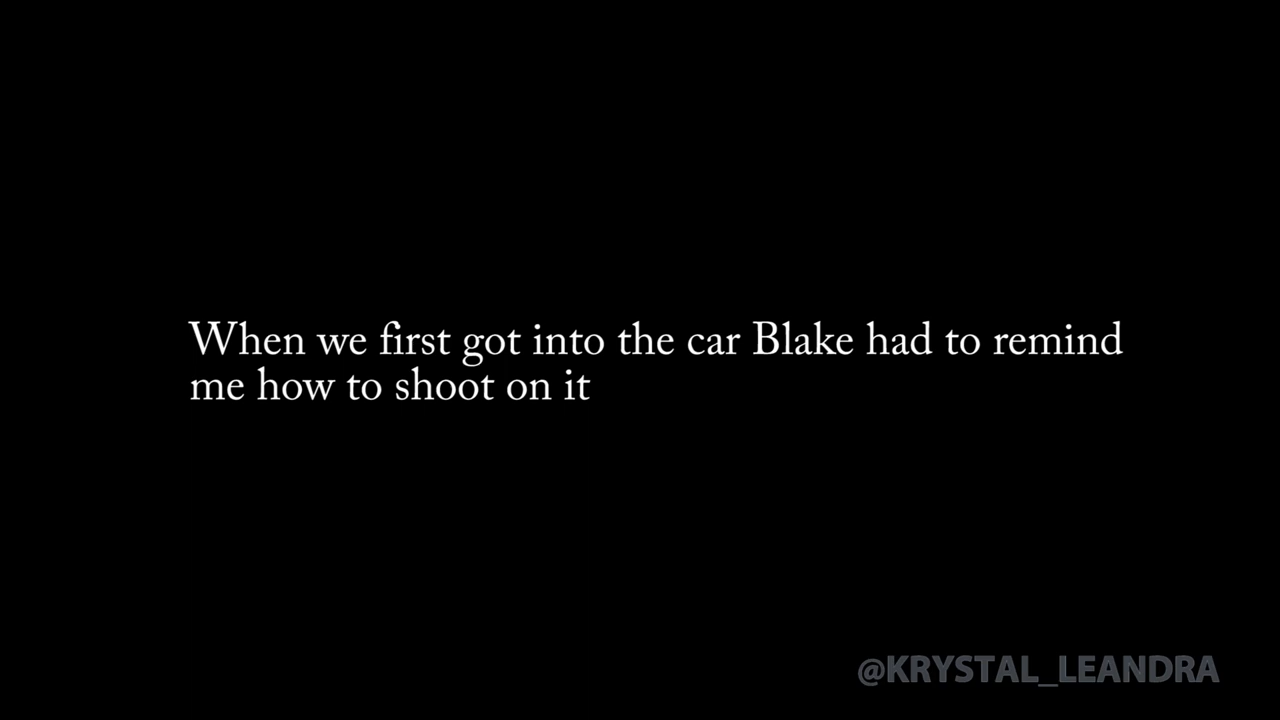 When we first got into the car Blake had to remind
me how to shoot on it
@KRYSTAL_LEANDRA